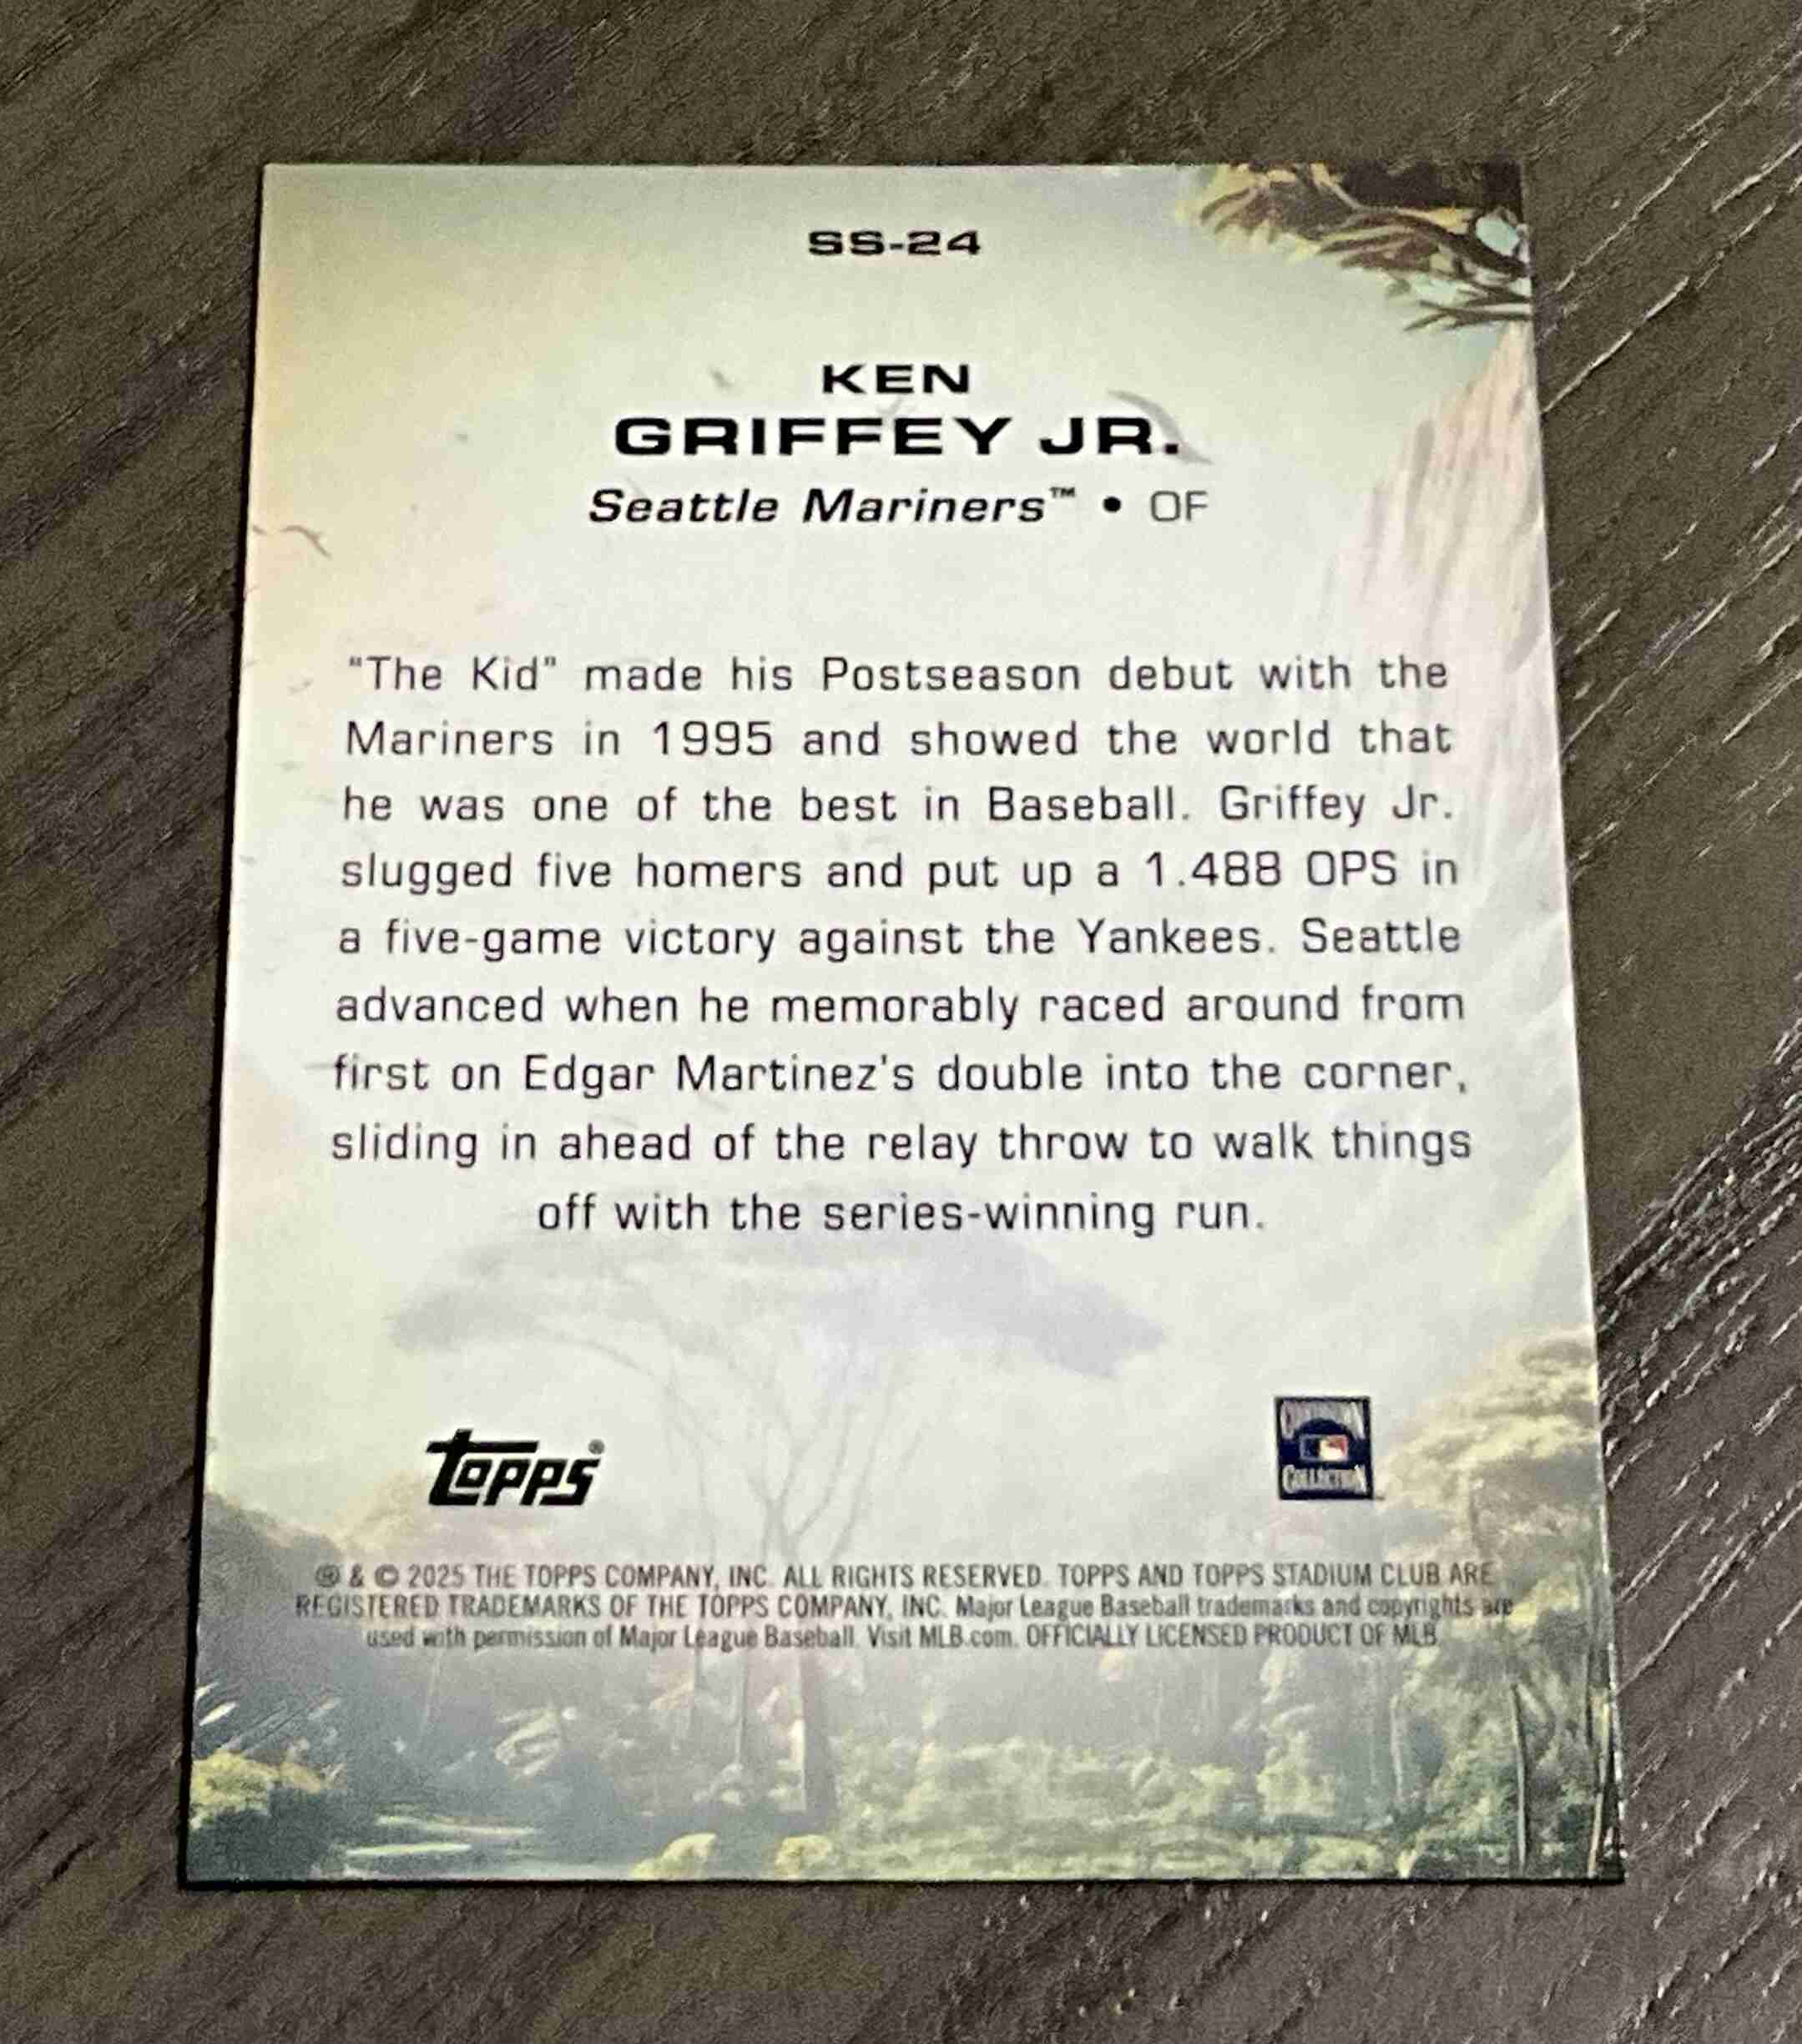 SS-24
KEN
GRIFFEY JR.
Seattle Mariners™ • OF
"The Kid" made his Postseason debut with the
Mariners in 1995 and showed the world that
he was one of the best in Baseball. Griffey Jr.
slugged five homers and put up a 1.488 OPS in
a five-game victory against the Yankees. Seattle
advanced when he memorably raced around from
first on Edgar Martinez's double into the corner,
sliding in ahead of the relay throw to walk things
off with the series-winning run.
topps®
COLLECTION
® & © 2025 THE TOPPS COMPANY, INC. ALL RIGHTS RESERVED. TOPPS AND TOPPS STADIUM CLUB ARE
REGISTERED TRADEMARKS OF THE TOPPS COMPANY, INC. Major League Baseball trademarks and copyrights are
used with permission of Major League Baseball. Visit MLB.com. OFFICIALLY LICENSED PRODUCT OF MLB.